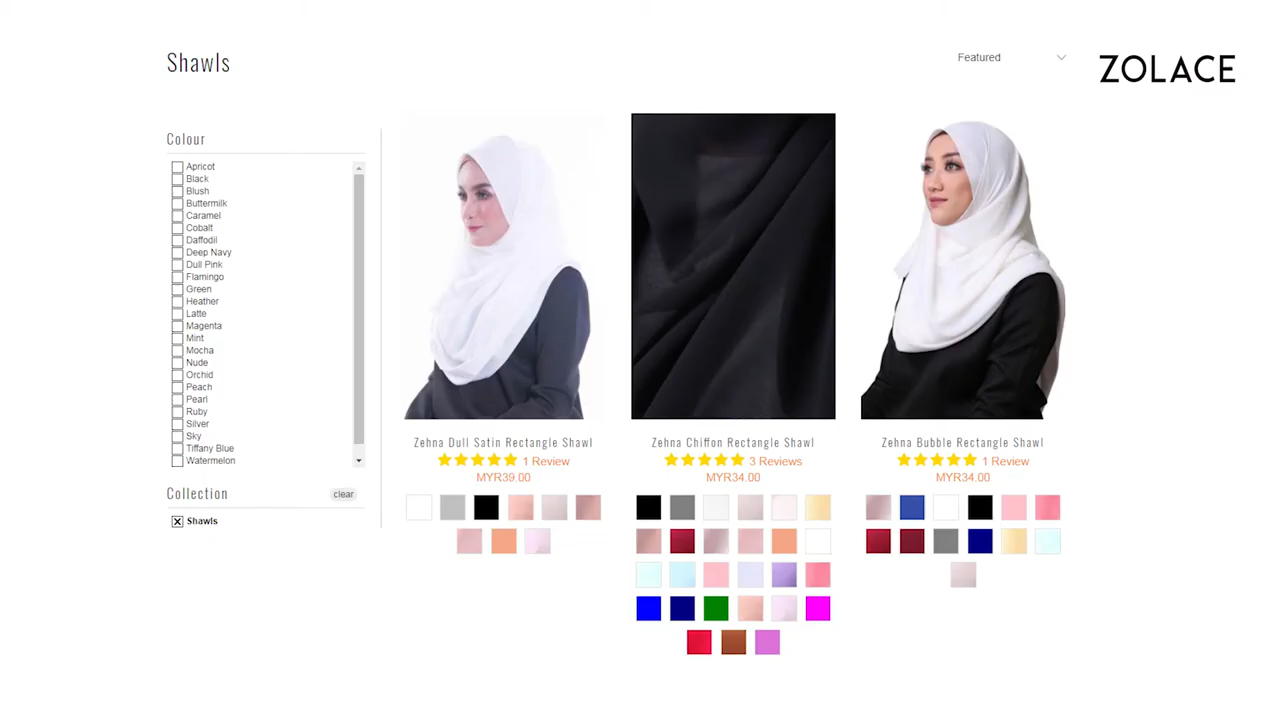 Shawls
Featured
ZOLACE
Colour
Apricot
Black
Blush
Buttermilk
Caramel
Cobalt
Daffodil
Deep Navy
Dull Pink
Flamingo
Green
Heather
Latte
Magenta
Mint
Mocha
Nude
Orchid
Peach
Pearl
Ruby
Silver
Sky
Tiffany Blue
Watermelon
Collection
clear
Shawls
Zehna Dull Satin Rectangle Shawl
1 Review
MYR39.00
Zehna Chiffon Rectangle Shawl
3 Reviews
MYR34.00
Zehna Bubble Rectangle Shawl
1 Review
MYR34.00